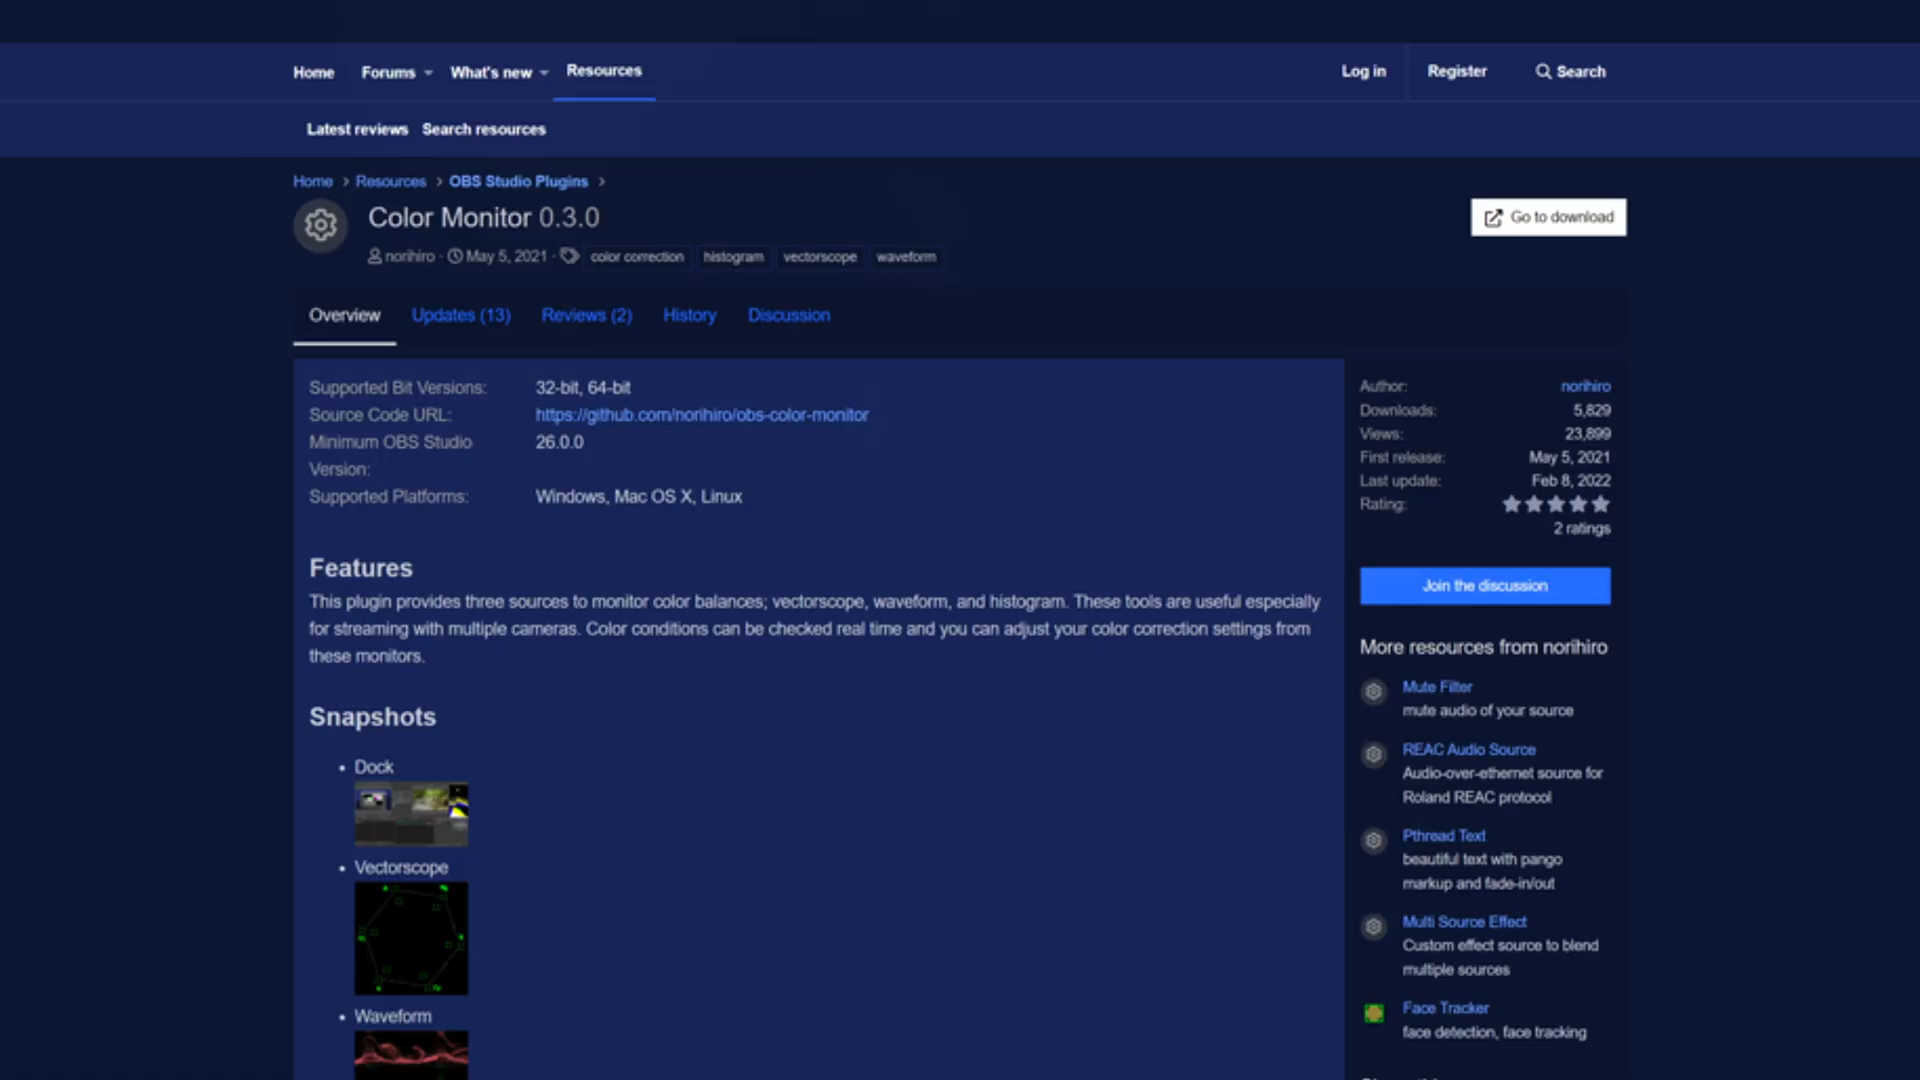 Home Forums What's new Resources Log in Register Search
Latest reviews Search resources
Home > Resources > OBS Studio Plugins >
Color Monitor 0.3.0
Go to download
norihiro · May 5, 2021 · color correction histogram vectorscope waveform
Overview Updates (13) Reviews (2) History Discussion
Supported Bit Versions: 32-bit, 64-bit
Source Code URL: https://github.com/norihiro/obs-color-monitor
Minimum OBS Studio 26.0.0
Version:
Supported Platforms: Windows, Mac OS X, Linux
Features
This plugin provides three sources to monitor color balances; vectorscope, waveform, and histogram. These tools are useful especially
for streaming with multiple cameras. Color conditions can be checked real time and you can adjust your color correction settings from
these monitors.
Snapshots
• Dock
• Vectorscope
• Waveform
Author: norihiro
Downloads: 5,829
Views: 23,899
First release: May 5, 2021
Last update: Feb 8, 2022
Rating:
2 ratings
Join the discussion
More resources from norihiro
Mute Filter
mute audio of your source
REAC Audio Source
Audio-over-ethernet source for
Roland REAC protocol
Pthread Text
beautiful text with pango
markup and fade-in/out
Multi Source Effect
Custom effect source to blend
multiple sources
Face Tracker
face detection, face tracking